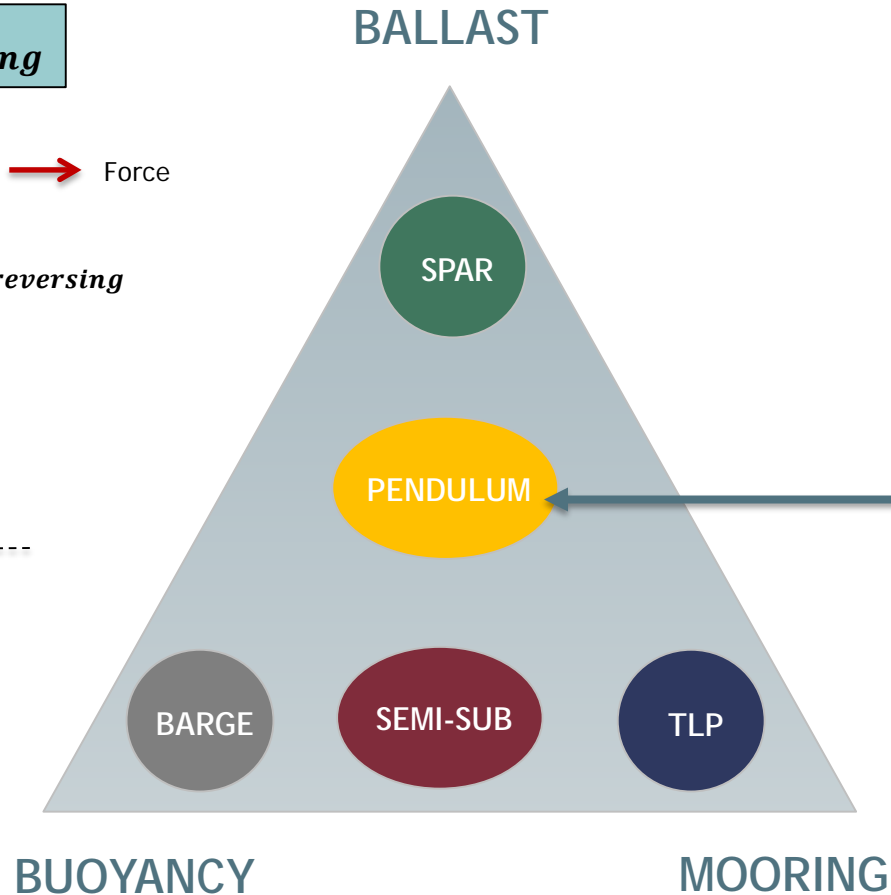 BALLAST
ng
Force
SPAR
reversing
PENDULUM
BARGE
SEMI-SUB
TLP
BUOYANCY
MOORING